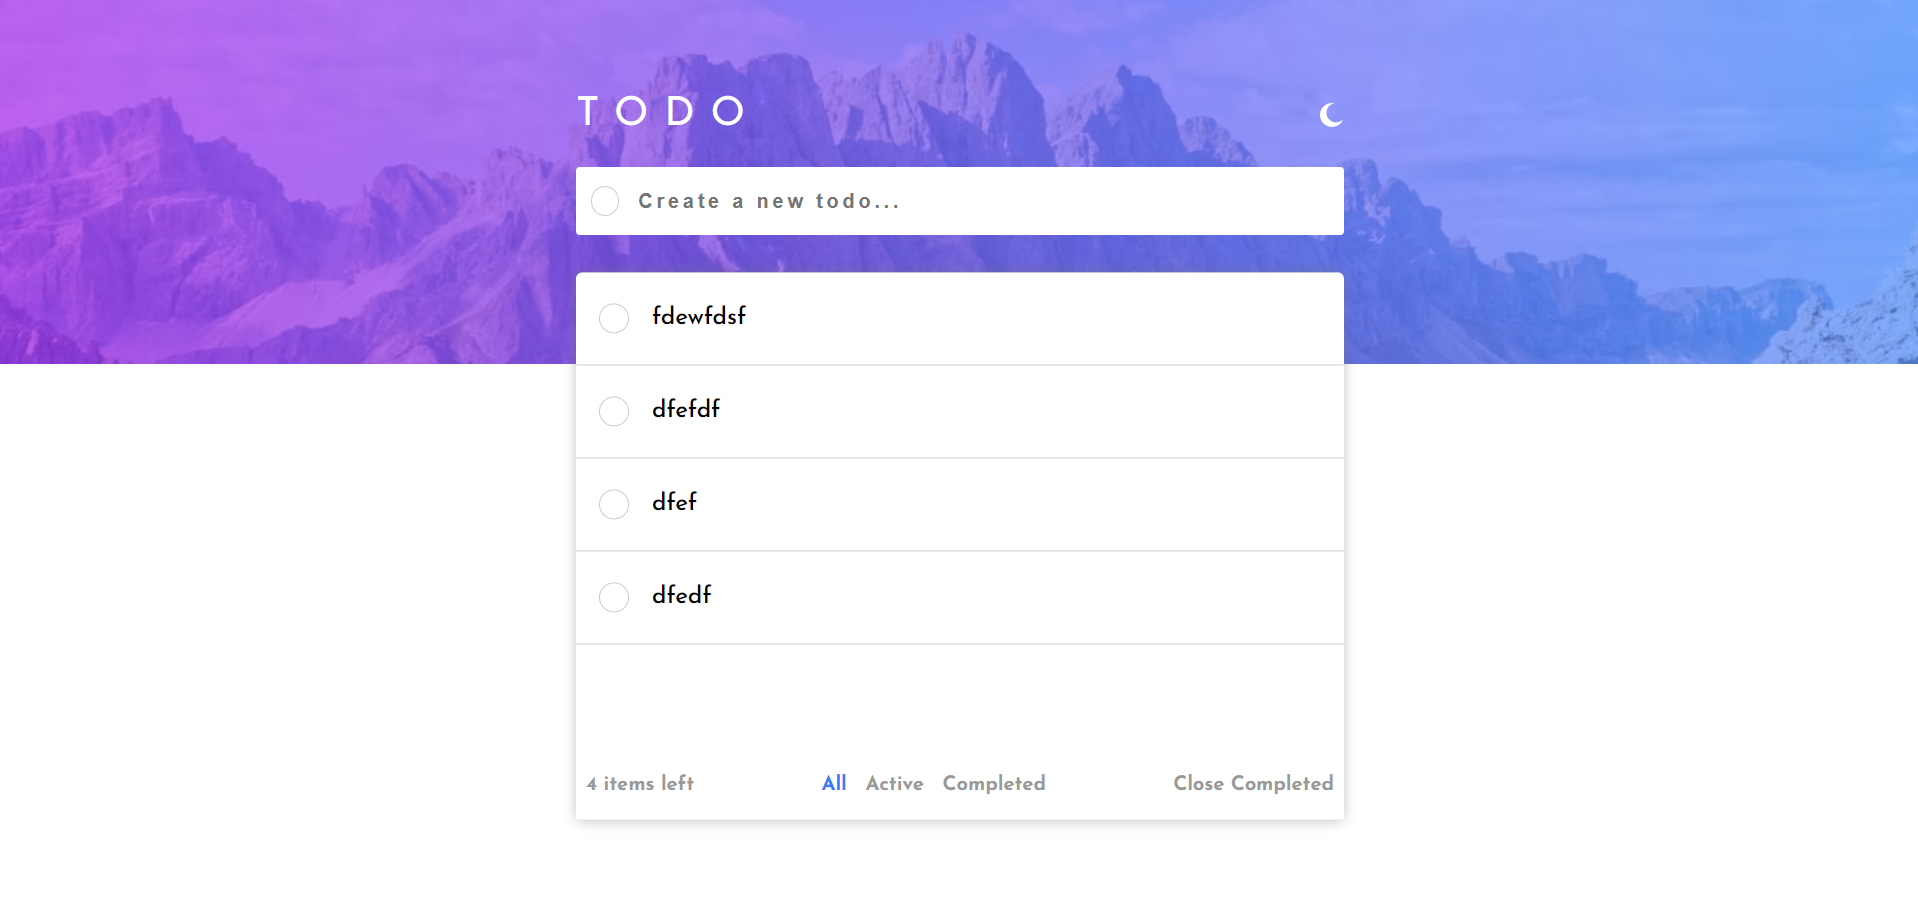 TODO
Create a new todo...
fdewfdsf
dfefdf
dfef
dfedf
4 items left All Active Completed Close Completed